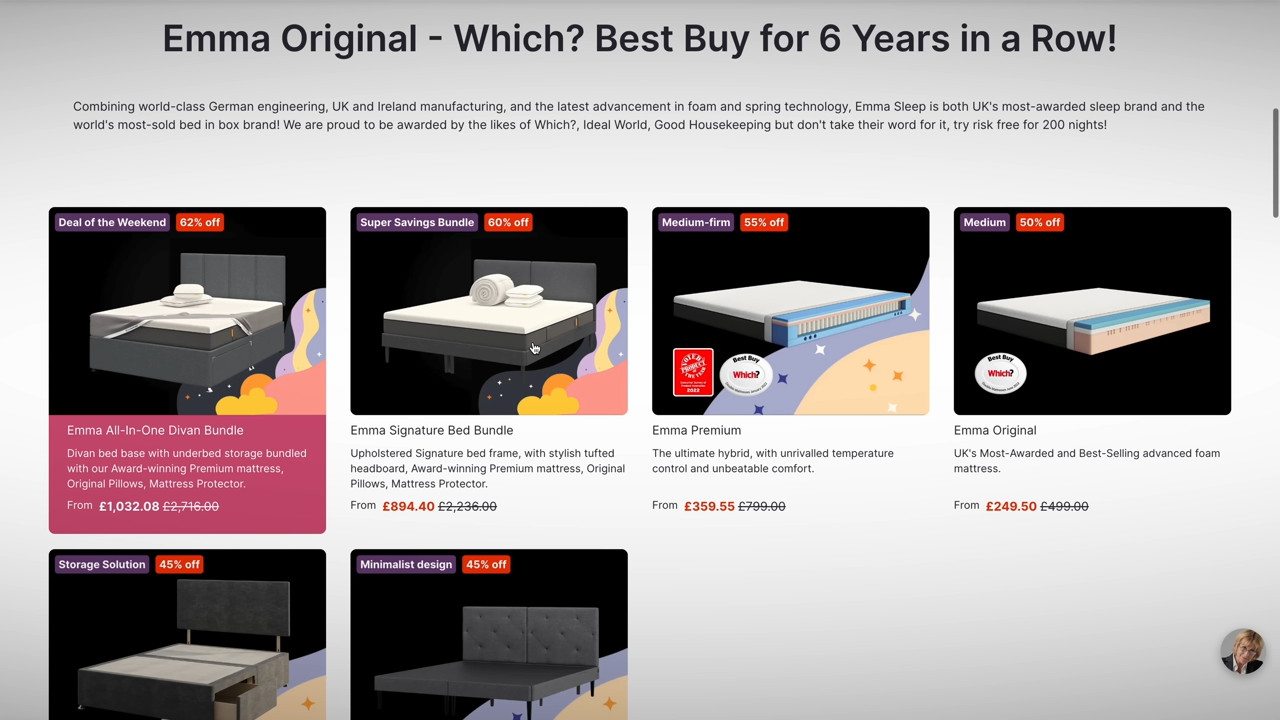 Emma Original - Which? Best Buy for 6 Years in a Row!
Combining world-class German engineering, UK and Ireland manufacturing, and the latest advancement in foam and spring technology, Emma Sleep is both UK's most-awarded sleep brand and the
world's most-sold bed in box brand! We are proud to be awarded by the likes of Which?, Ideal World, Good Housekeeping but don't take their word for it, try risk free for 200 nights!
Deal of the Weekend 62% off
Emma All-In-One Divan Bundle
Divan bed base with underbed storage bundled
with our Award-winning Premium mattress,
Original Pillows, Mattress Protector.
From £1,032.08 £2,716.00
Super Savings Bundle 60% off
Emma Signature Bed Bundle
Upholstered Signature bed frame, with stylish tufted
headboard, Award-winning Premium mattress, Original
Pillows, Mattress Protector.
From £894.40 £2,236.00
Medium-firm 55% off
2022
Best Buy
Which?
Emma Premium
The ultimate hybrid, with unrivalled temperature
control and unbeatable comfort.
From £359.55 £799.00
Medium 50% off
Best Buy
Which?
Emma Original
UK's Most-Awarded and Best-Selling advanced foam
mattress.
From £249.50 £499.00
Storage Solution 45% off
Minimalist design 45% off